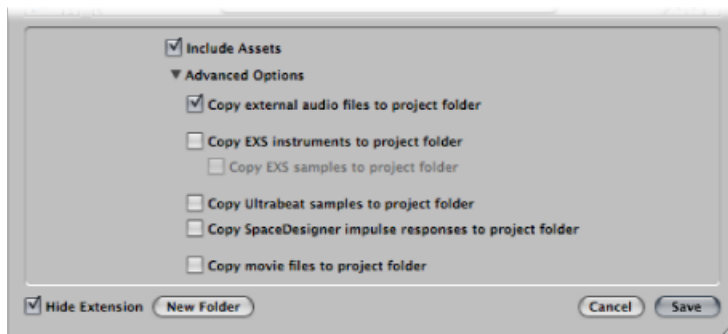 Include Assets
Advanced Options
Copy external audio files to project folder
Copy EXS instruments to project folder
Copy EXS samples to project folder
Copy Ultrabeat samples to project folder
Copy SpaceDesigner impulse responses to project folder
Copy movie files to project folder
Hide Extension New Folder Cancel Save